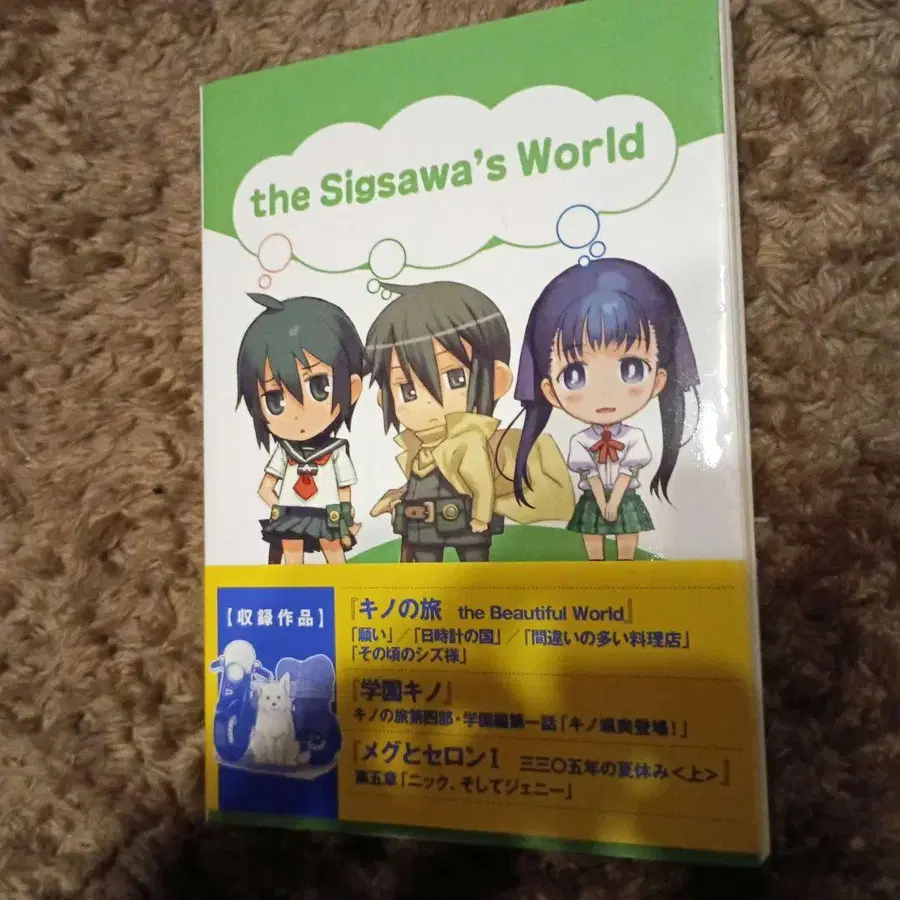 the Sigsawa's World
【収録作品】
『キノの旅 the Beautiful World』
「願い」／「日時計の国」／「間違いの多い料理店」
「その頃のシズ様」
『学園キノ』
キノの旅第四部・学園編第一話「キノ颯爽登場！」
『メグとセロンⅠ 三三〇五年の夏休み<上>』
第五章「ニック、そしてジェニー」